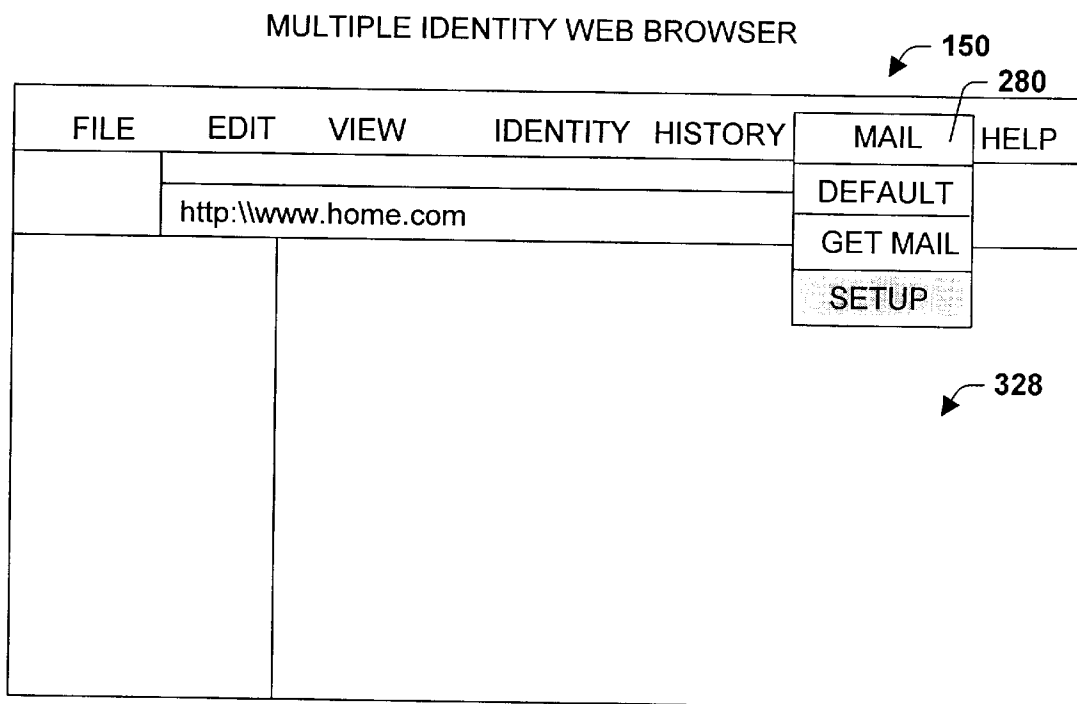 MULTIPLE IDENTITY WEB BROWSER
150
280
FILE EDIT VIEW IDENTITY HISTORY MAIL HELP
DEFAULT
http:\\www.home.com
GET MAIL
SETUP
328